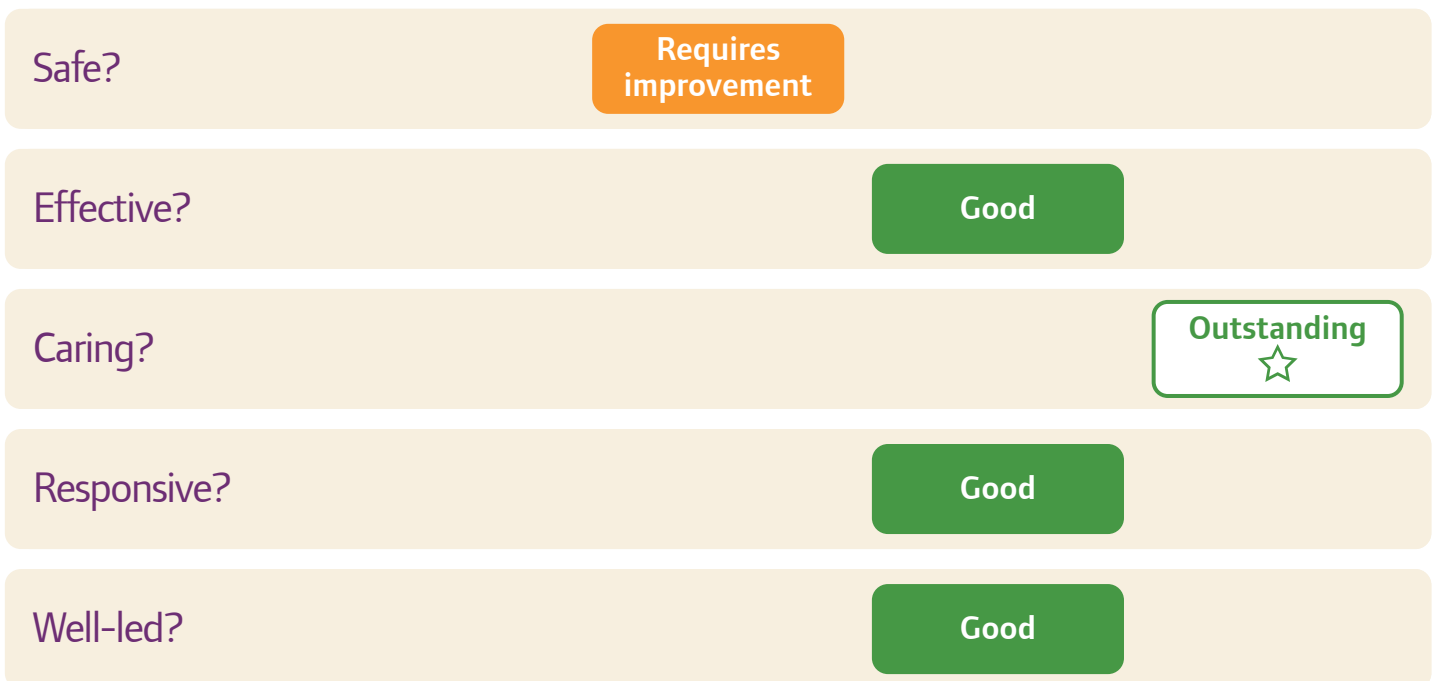 Safe?
Requires
improvement
Effective?
Good
Caring?
Outstanding
Responsive?
Good
Well-led?
Good